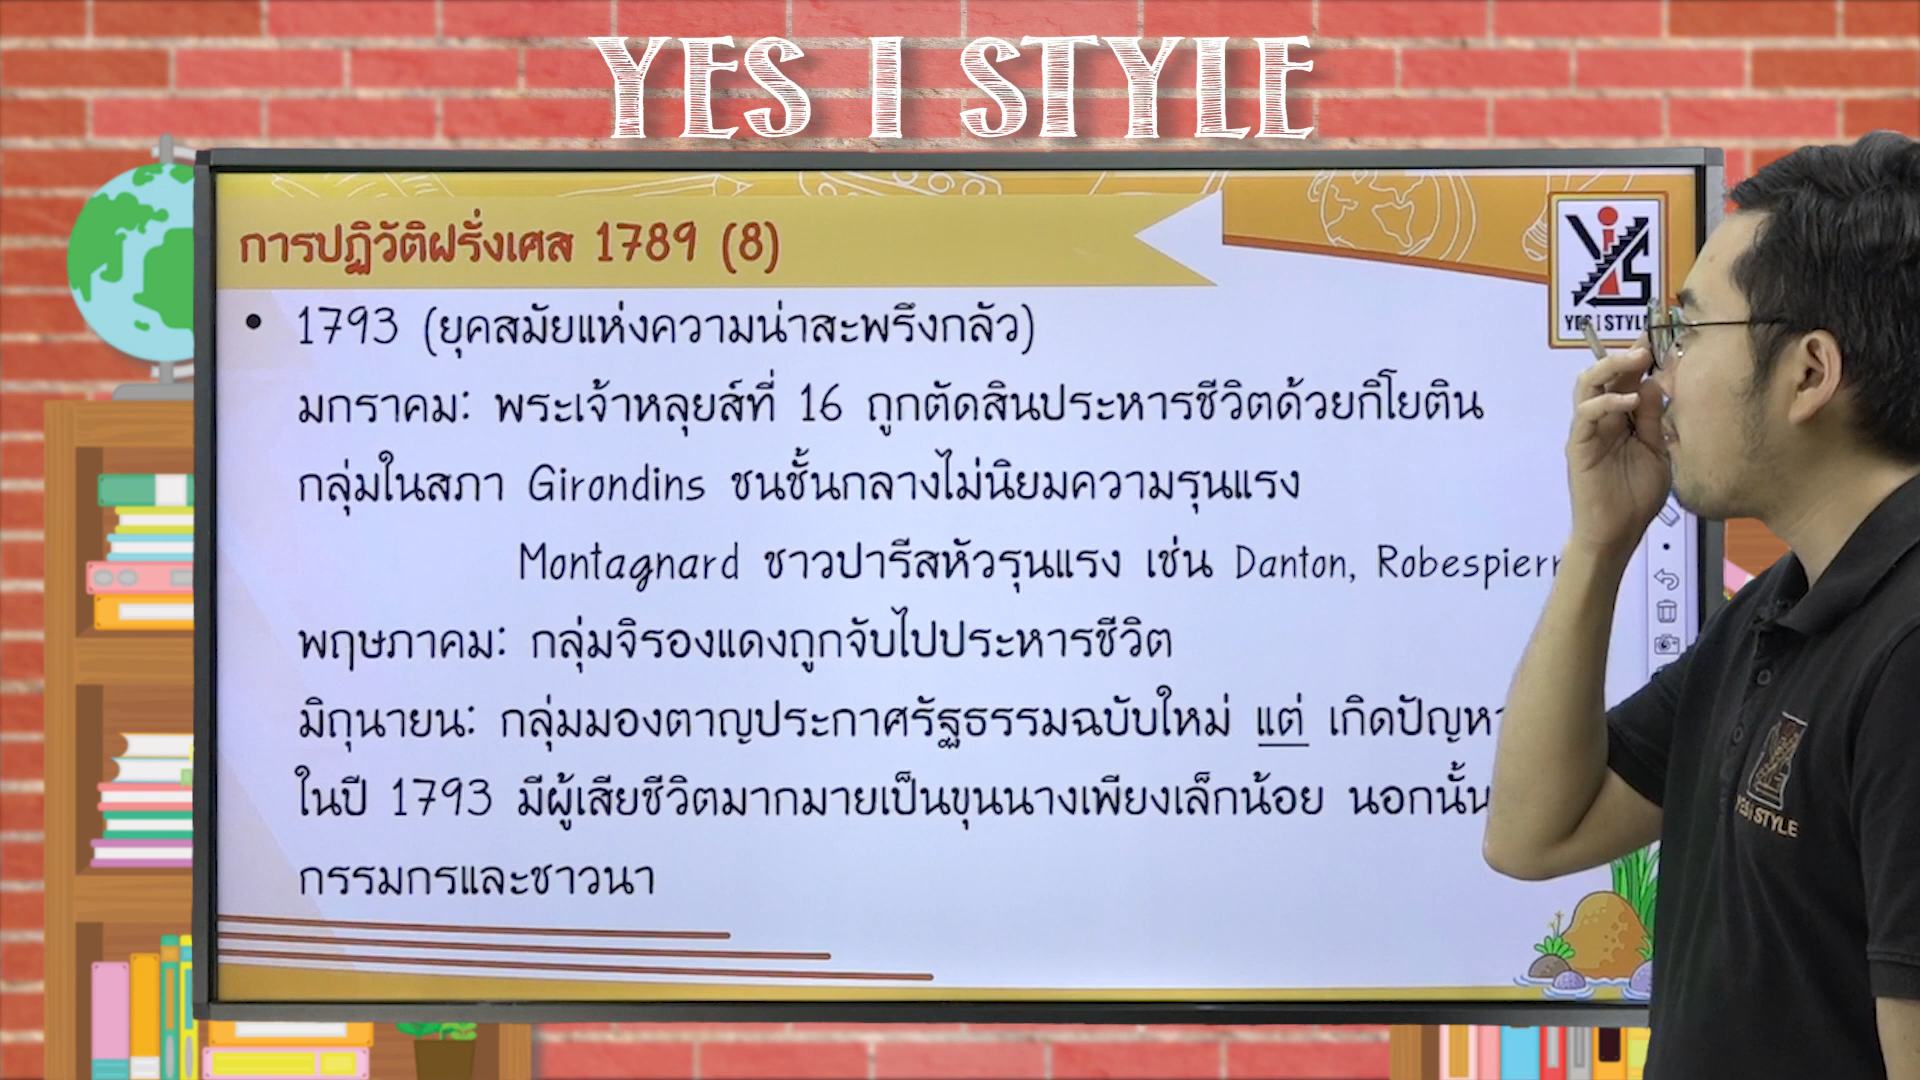 YES I STYLE
การปฏิวัติฝรั่งเศส 1789 (8)
YES I STYLE
• 1793 (ยุคสมัยแห่งความน่าสะพรึงกลัว)
มกราคม: พระเจ้าหลุยส์ที่ 16 ถูกตัดสินประหารชีวิตด้วยกิโยติน
กลุ่มในสภา Girondins ชนชั้นกลางไม่นิยมความรุนแรง
Montagnard ชาวปารีสหัวรุนแรง เช่น Danton, Robespierr
พฤษภาคม: กลุ่มจิรองแดงถูกจับไปประหารชีวิต
มิถุนายน: กลุ่มมองตาญประกาศรัฐธรรมฉบับใหม่ แต่ เกิดปัญหา
ในปี 1793 มีผู้เสียชีวิตมากมายเป็นขุนนางเพียงเล็กน้อย นอกนั้น
กรรมกรและชาวนา
YES I STYLE